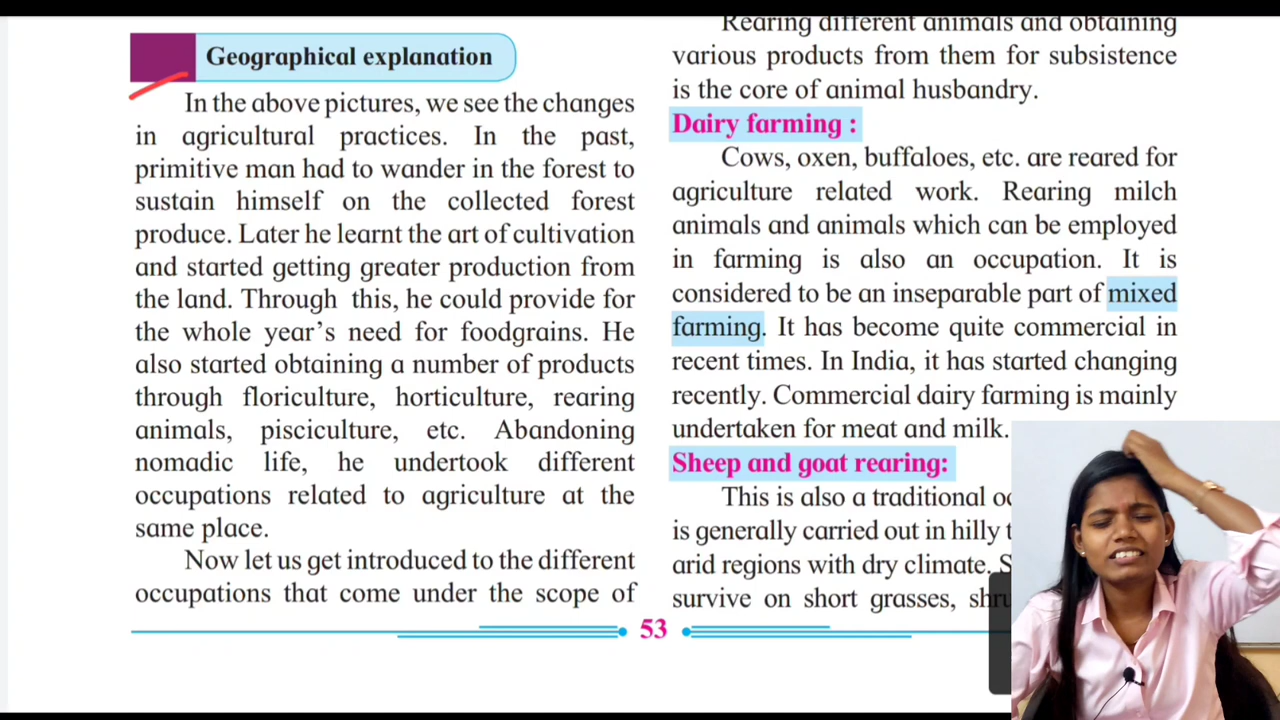 Geographical explanation
In the above pictures, we see the changes
in agricultural practices. In the past,
primitive man had to wander in the forest to
sustain himself on the collected forest
produce. Later he learnt the art of cultivation
and started getting greater production from
the land. Through this, he could provide for
the whole year's need for foodgrains. He
also started obtaining a number of products
through floriculture, horticulture, rearing
animals, pisciculture, etc. Abandoning
nomadic life, he undertook different
occupations related to agriculture at the
same place.
Now let us get introduced to the different
occupations that come under the scope of
Rearing different animals and obtaining
various products from them for subsistence
is the core of animal husbandry.
Dairy farming :
Cows, oxen, buffaloes, etc. are reared for
agriculture related work. Rearing milch
animals and animals which can be employed
in farming is also an occupation. It is
considered to be an inseparable part of mixed
farming. It has become quite commercial in
recent times. In India, it has started changing
recently. Commercial dairy farming is mainly
undertaken for meat and milk.
Sheep and goat rearing:
This is also a traditional
is generally carried out in hilly
arid regions with dry climate.
survive on short grasses,
53